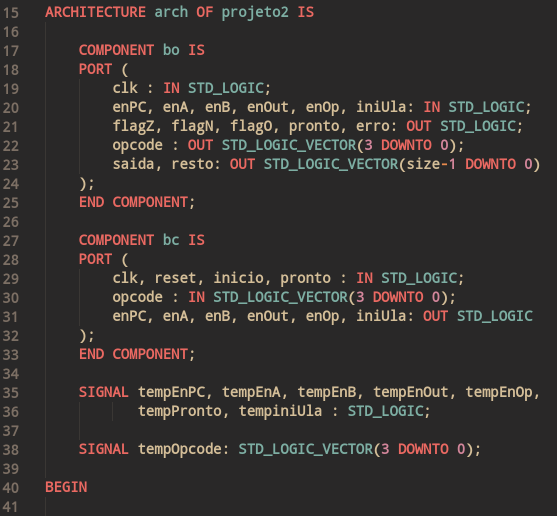 15 ARCHITECTURE arch OF projeto2 IS
16
17 COMPONENT bo IS
18 PORT (
19 clk : IN STD_LOGIC;
20 enPC, enA, enB, enOut, enOp, iniUla: IN STD_LOGIC;
21 flagZ, flagN, flagO, pronto, erro: OUT STD_LOGIC;
22 opcode : OUT STD_LOGIC_VECTOR(3 DOWNTO 0);
23 saida, resto: OUT STD_LOGIC_VECTOR(size-1 DOWNTO 0)
24 );
25 END COMPONENT;
26
27 COMPONENT bc IS
28 PORT (
29 clk, reset, inicio, pronto : IN STD_LOGIC;
30 opcode : IN STD_LOGIC_VECTOR(3 DOWNTO 0);
31 enPC, enA, enB, enOut, enOp, iniUla: OUT STD_LOGIC
32 );
33 END COMPONENT;
34
35 SIGNAL tempEnPC, tempEnA, tempEnB, tempEnOut, tempEnOp,
36 tempPronto, tempiniUla : STD_LOGIC;
37
38 SIGNAL tempOpcode: STD_LOGIC_VECTOR(3 DOWNTO 0);
39
40 BEGIN
41